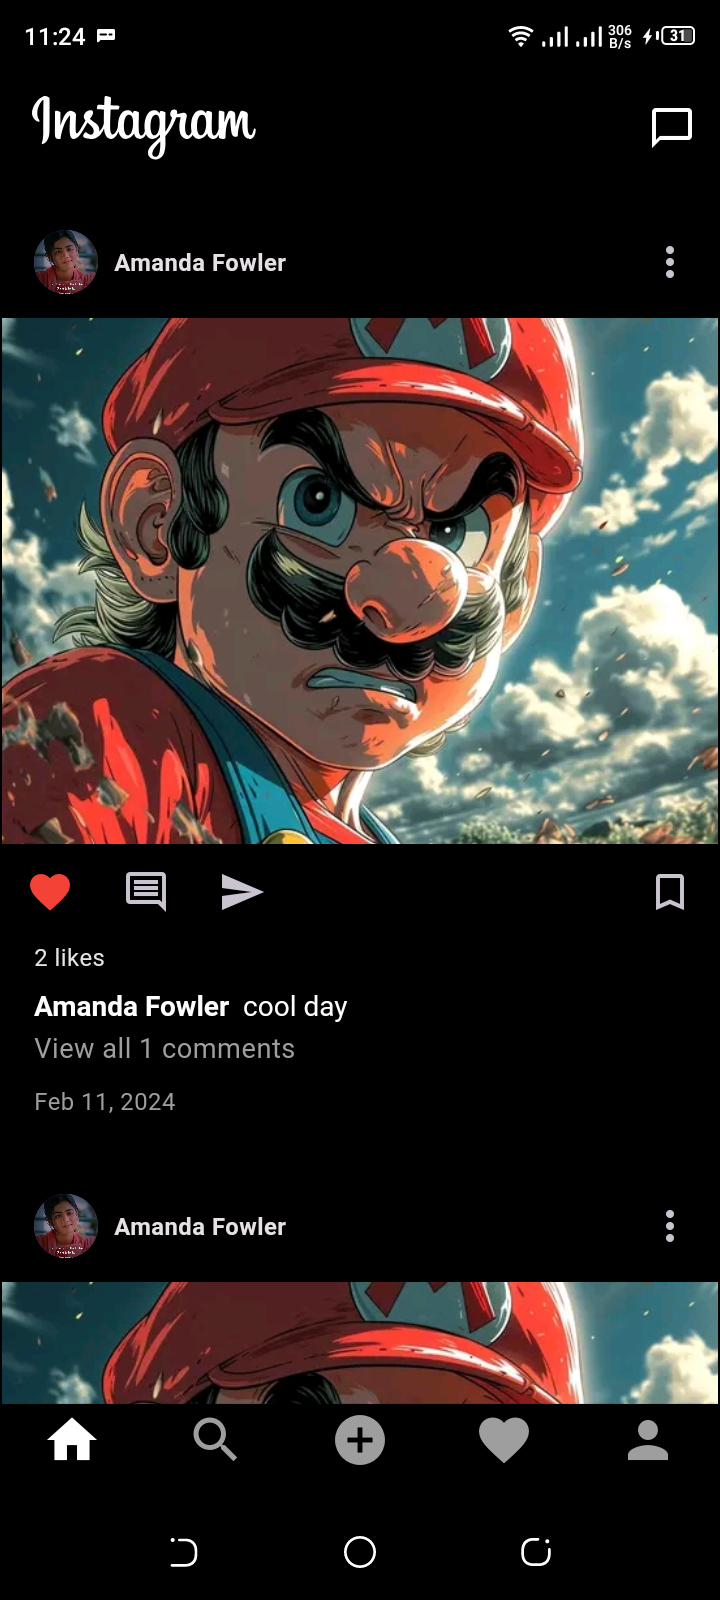 11:24
306
B/s
31
Instagram
Amanda Fowler
M
2 likes
Amanda Fowler cool day
View all 1 comments
Feb 11, 2024
Amanda Fowler
M